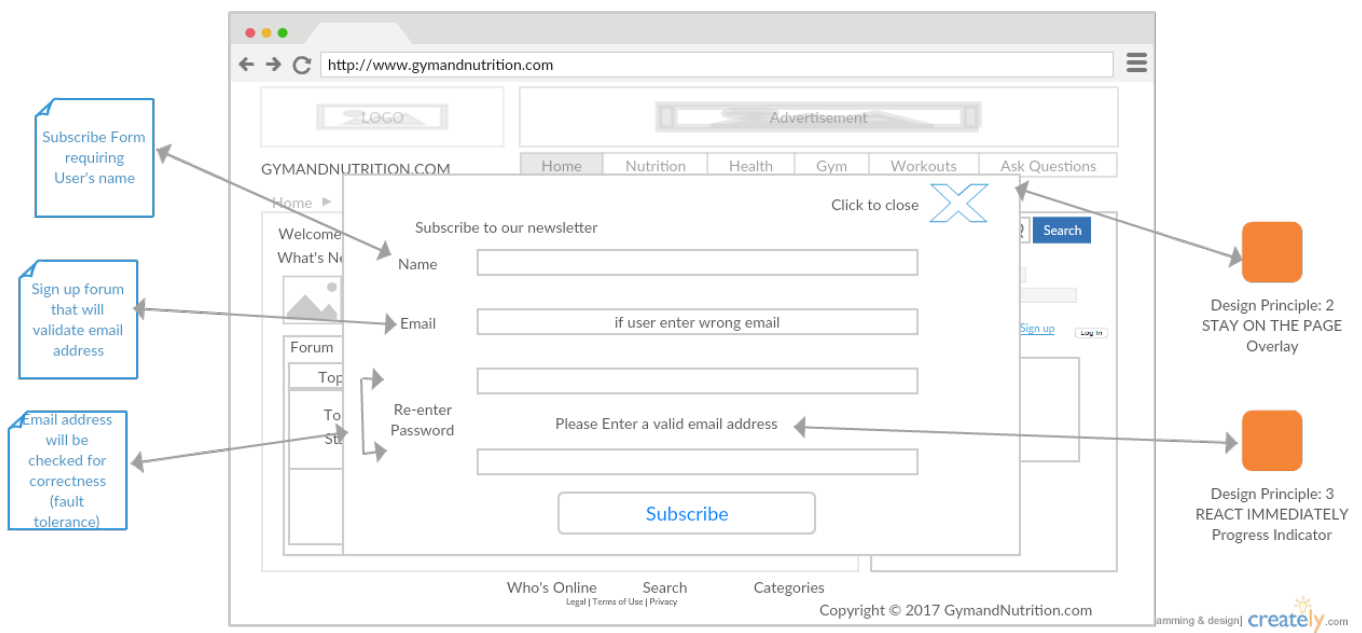 http://www.gymandnutrition.com
LOGO
Advertisement
GYMANDNUTRITION.COM
Home Nutrition Health Gym Workouts Ask Questions
Home
Subscribe Form
requiring
User's name
Click to close
Subscribe to our newsletter
Welcome
What's
Search
Name
Sign up forum
that will
validate email
address
Email
if user enter wrong email
Sign up
Log In
Design Principle: 2
STAY ON THE PAGE
Overlay
Forum
Email address
will be
checked for
correctness
(fault
tolerance)
Re-enter
Password
Please Enter a valid email address
Subscribe
Design Principle: 3
REACT IMMEDIATELY
Progress Indicator
Who's Online Search Categories
Legal | Terms of Use | Privacy
Copyright © 2017 GymandNutrition.com
amming & design] creately.com